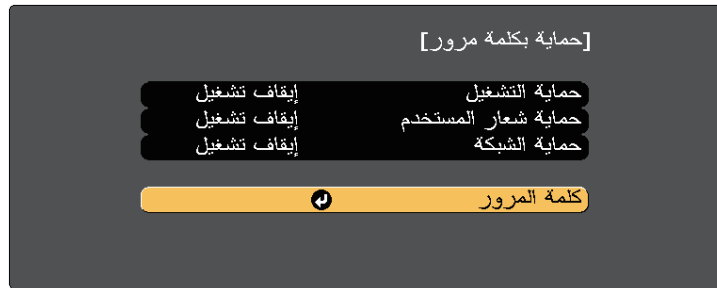 [حماية بكلمة مرور]
حماية التشغيل إيقاف تشغيل
حماية شعار المستخدم إيقاف تشغيل
حماية الشبكة إيقاف تشغيل
كلمة المرور